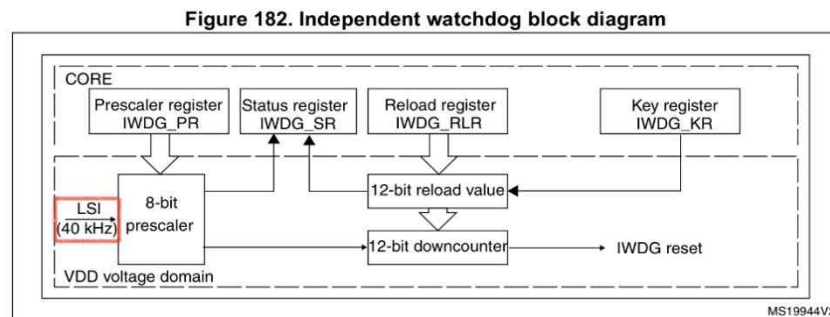 Figure 182. Independent watchdog block diagram
CORE
Prescaler register
IWDG_PR
Status register
IWDG_SR
Reload register
IWDG_RLR
Key register
IWDG_KR
LSI
(40 kHz)
8-bit
prescaler
12-bit reload value
12-bit downcounter
IWDG reset
VDD voltage domain